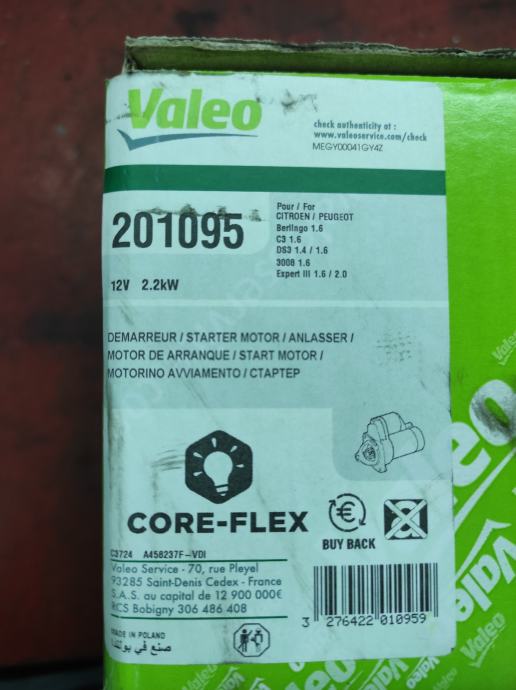 Valeo
check authenticity at :
www.valeoservice.com/check
MEGY00041GY4Z
201095
12V 2.2kW
Pour / For
CITROEN / PEUGEOT
Berlingo 1.6
C3 1.6
DS3 1.4 / 1.6
3008 1.6
Expert III 1.6 / 2.0
DEMARREUR / STARTER MOTOR / ANLASSER /
MOTOR DE ARRANQUE / START MOTOR /
MOTORINO AVVIAMENTO / СТАРТЕР
CORE-FLEX
€
BUY BACK
C3724 A458237F-VDI
Valeo Service - 70, rue Pleyel
93285 Saint-Denis Cedex - France
S.A.S. au capital de 12 900 000€
RCS Bobigny 306 486 408
MADE IN POLAND
صنع في بولندا
3 276422 010959
Valeo
Valeo
Valeo
Valeo